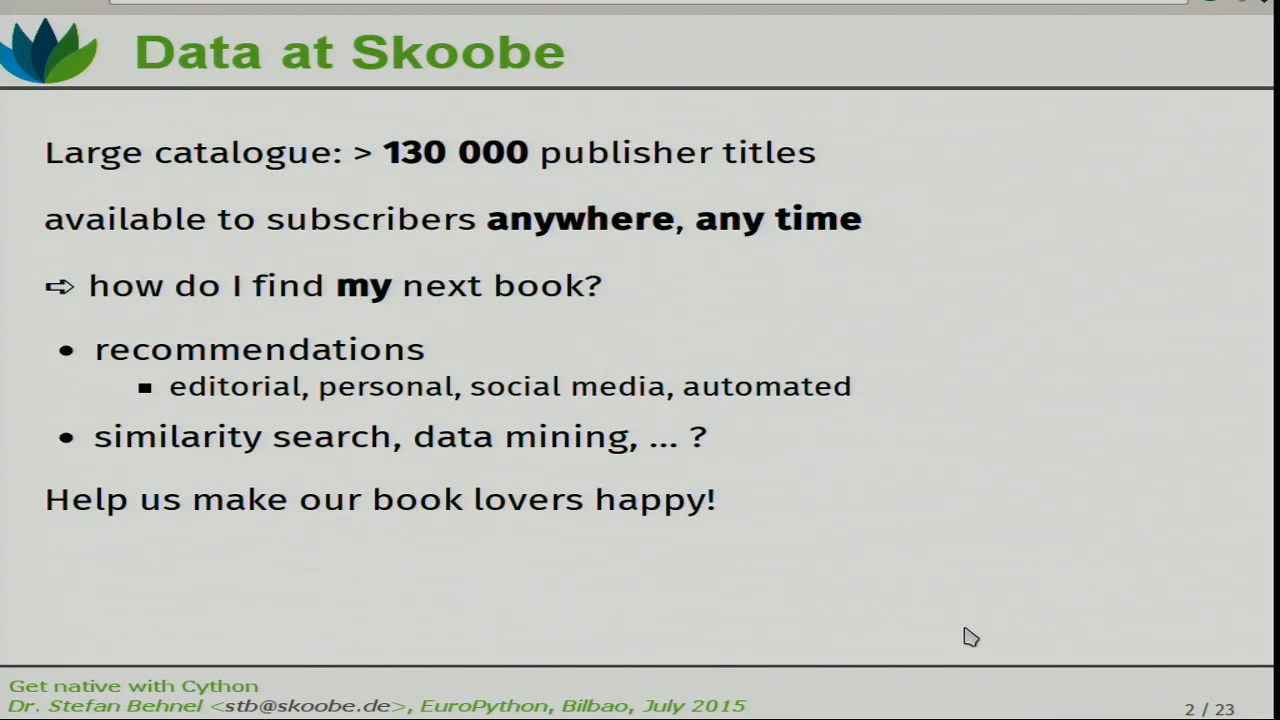 Data at Skoobe
Large catalogue: > 130 000 publisher titles
available to subscribers anywhere, any time
➪ how do I find my next book?
• recommendations
▪ editorial, personal, social media, automated
• similarity search, data mining, ... ?
Help us make our book lovers happy!
Get native with Cython
Dr. Stefan Behnel <stb@skoobe.de>, EuroPython, Bilbao, July 2015
2 / 23